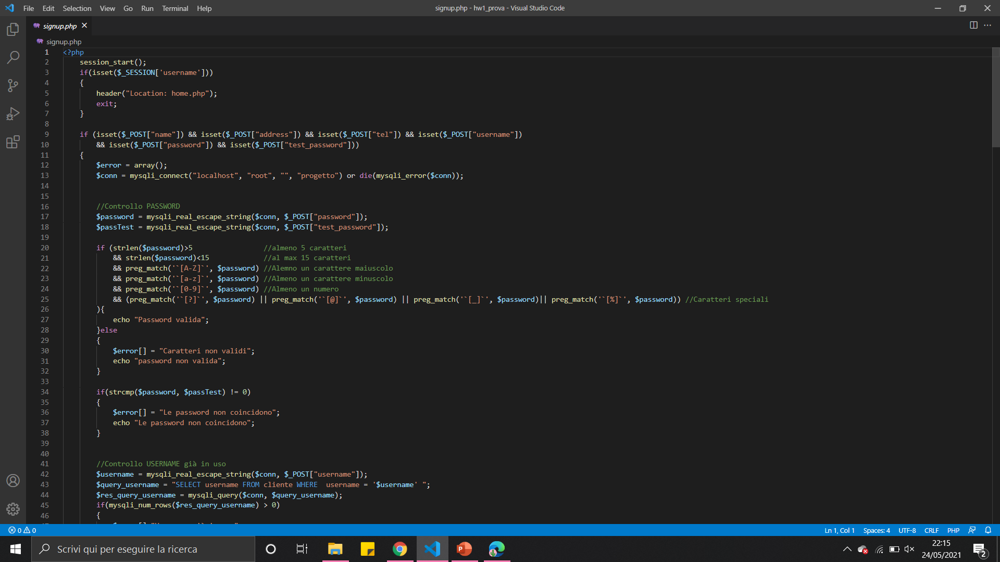 File Edit Selection View Go Run Terminal Help
signup.php - hw1_prova - Visual Studio Code
signup.php
signup.php
1 <?php
2 session_start();
3 if(isset($_SESSION['username']))
4 {
5 header("Location: home.php");
6 exit;
7 }
8
9 if (isset($_POST["name"]) && isset($_POST["address"]) && isset($_POST["tel"]) && isset($_POST["username"])
10 && isset($_POST["password"]) && isset($_POST["test_password"]))
11 {
12 $error = array();
13 $conn = mysqli_connect("localhost", "root", "", "progetto") or die(mysqli_error($conn));
14
15
16 //Controllo PASSWORD
17 $password = mysqli_real_escape_string($conn, $_POST["password"]);
18 $passTest = mysqli_real_escape_string($conn, $_POST["test_password"]);
19
20 if (strlen($password)>5 //almeno 5 caratteri
21 && strlen($password)<15 //al max 15 caratteri
22 && preg_match('`[A-Z]`', $password) //Alemno un carattere maiuscolo
23 && preg_match('`[a-z]`', $password) //Almeno un carattere minuscolo
24 && preg_match('`[0-9]`', $password) //Almeno un numero
25 && (preg_match('`[?]`', $password) || preg_match('`[@]`', $password) || preg_match('`[_]`', $password)|| preg_match('`[%]`', $password)) //Caratteri speciali
26 ){
27 echo "Password valida";
28 }else
29 {
30 $error[] = "Caratteri non validi";
31 echo "password non valida";
32 }
33
34 if(strcmp($password, $passTest) != 0)
35 {
36 $error[] = "Le password non coincidono";
37 echo "Le password non coincidono";
38 }
39
40
41 //Controllo USERNAME già in uso
42 $username = mysqli_real_escape_string($conn, $_POST["username"]);
43 $query_username = "SELECT username FROM cliente WHERE  username = '$username' ";
44 $res_query_username = mysqli_query($conn, $query_username);
45 if(mysqli_num_rows($res_query_username) > 0)
46 {
0 0
Ln 1, Col 1 Spaces: 4 UTF-8 CRLF PHP
Scrivi qui per eseguire la ricerca
22:15
24/05/2021
2